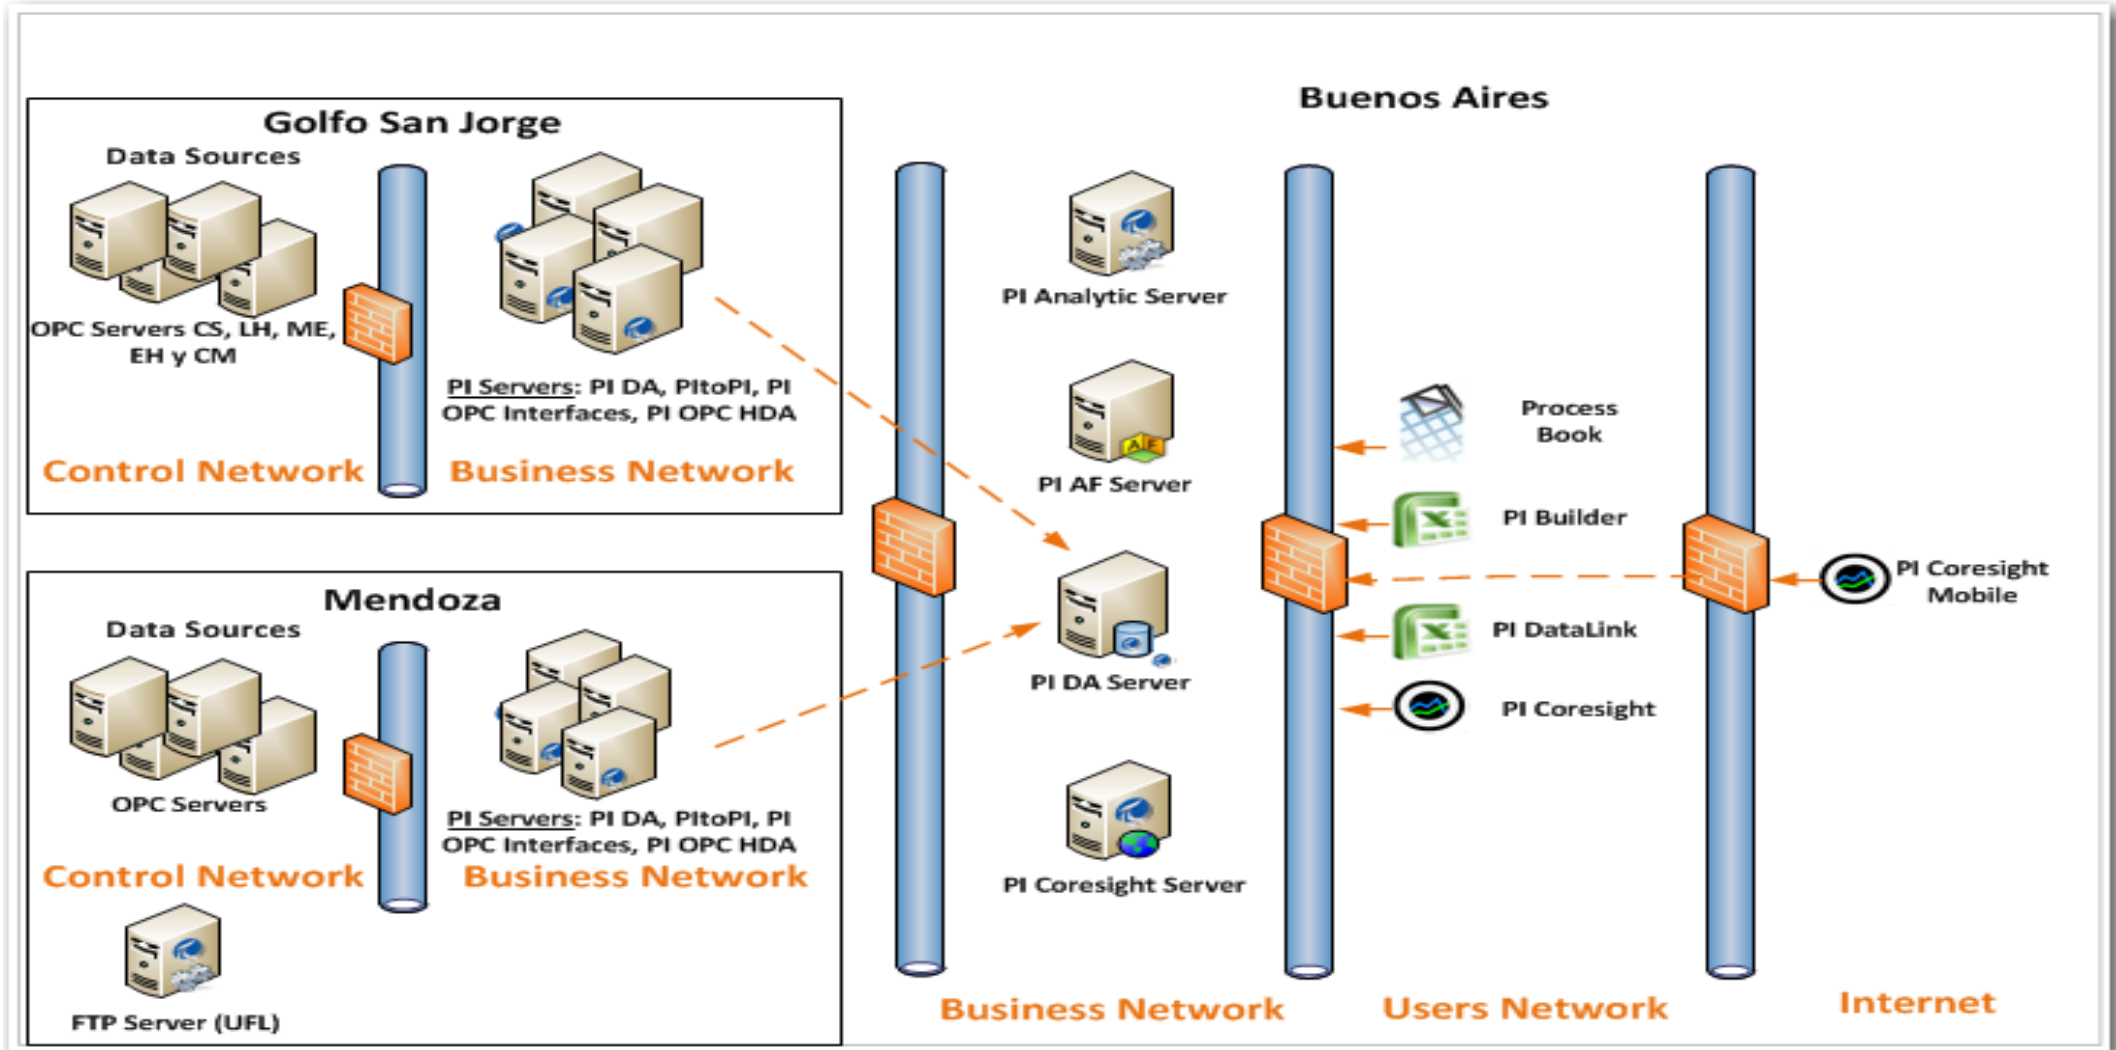 Buenos Aires
Golfo San Jorge
Data Sources
OPC Servers CS, LH, ME,
EH y CM
PI Servers: PI DA, PItoPI, PI
OPC Interfaces, PI OPC HDA
Control Network
Business Network
Mendoza
Data Sources
OPC Servers
PI Servers: PI DA, PItoPI, PI
OPC Interfaces, PI OPC HDA
Control Network
Business Network
FTP Server (UFL)
PI Analytic Server
A F
PI AF Server
PI DA Server
PI Coresight Server
Business Network
Process
Book
PI Builder
PI DataLink
PI Coresight
Users Network
PI Coresight
Mobile
Internet